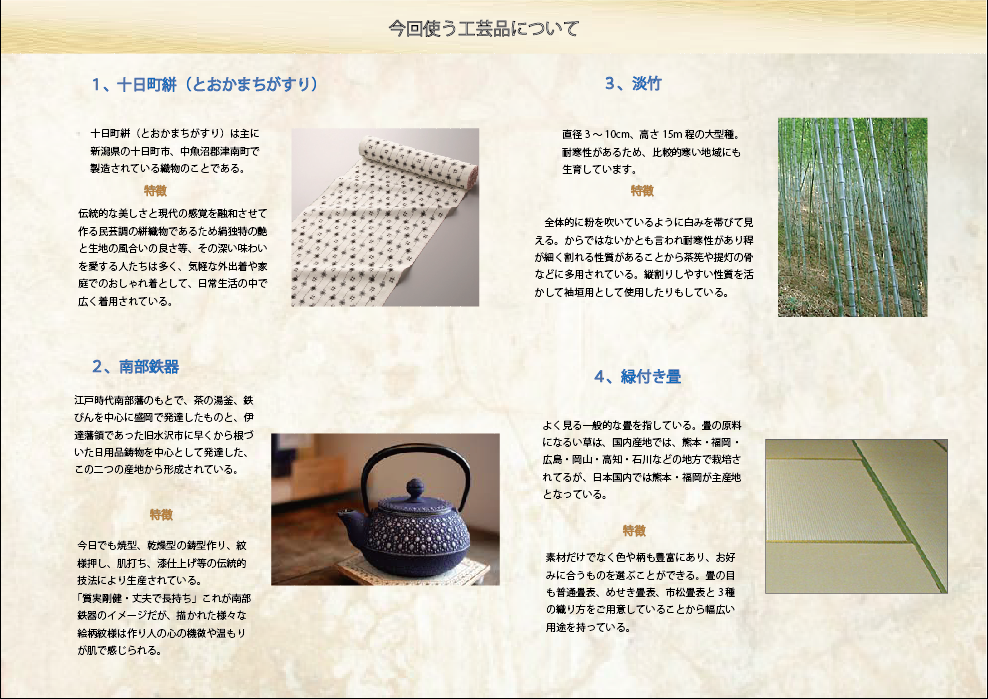 今回使う工芸品について
1、十日町絣（とおかまちがすり）
十日町絣（とおかまちがすり）は主に
新潟県の十日町市、中魚沼郡津南町で
製造されている織物のことである。
特徴
伝統的な美しさと現代の感覚を融和させて
作る民芸調の絣織物であるため絹独特の艶
と生地の風合いの良さ等、その深い味わい
を愛する人たちは多く、気軽な外出着や家
庭でのおしゃれ着として、日常生活の中で
広く着用されている。
2、南部鉄器
江戸時代南部藩のもとで、茶の湯釜、鉄
びんを中心に盛岡で発達したものと、伊
達藩領であった旧水沢市に早くから根づ
いた日用品鋳物を中心として発達した、
この二つの産地から形成されている。
特徴
今日でも焼型、乾燥型の鋳型作り、紋
様押し、肌打ち、漆仕上げ等の伝統的
技法により生産されている。
「質実剛健・丈夫で長持ち」これが南部
鉄器のイメージだが、描かれた様々な
絵柄紋様は作り人の心の機微や温もり
が肌で感じられる。
3、淡竹
直径 3 〜 10cm、高さ 15m 程の大型種。
耐寒性があるため、比較的寒い地域にも
生育しています。
特徴
全体的に粉を吹いているように白みを帯びて見
える。からではないかとも言われ耐寒性があり稈
が細く割れる性質があることから茶筅や提灯の骨
などに多用されている。縦割りしやすい性質を活
かして袖垣用として使用したりもしている。
4、縁付き畳
よく見る一般的な畳を指している。畳の原料
になるい草は、国内産地では、熊本・福岡・
広島・岡山・高知・石川などの地方で栽培さ
れてるが、日本国内では熊本・福岡が主産地
となっている。
特徴
素材だけでなく色や柄も豊富にあり、お好
みに合うものを選ぶことができる。畳の目
も普通畳表、めせき畳表、市松畳表と 3 種
の織り方をご用意していることから幅広い
用途を持っている。